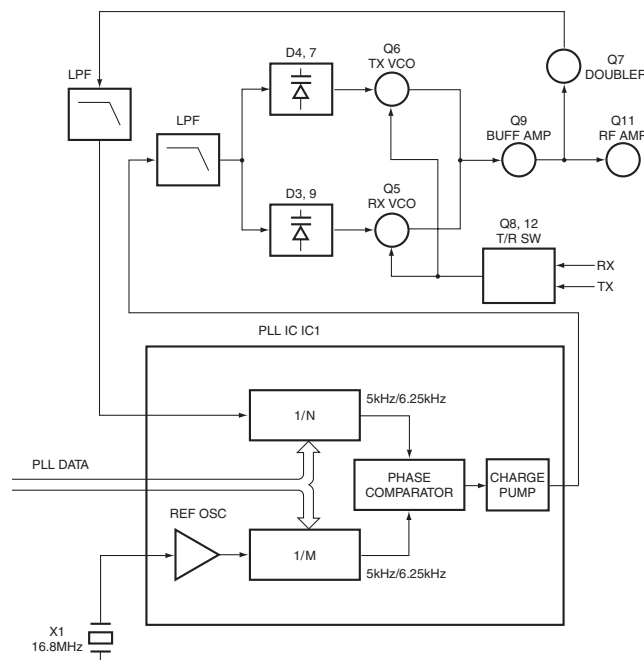 Q6
TX VCO
Q7
DOUBLER
D4, 7
LPF
LPF
Q9
BUFF AMP
Q11
RF AMP
D3, 9
Q5
RX VCO
Q8, 12
T/R SW
RX
TX
PLL IC IC1
5kHz/6.25kHz
1/N
PLL DATA
PHASE
COMPARATOR
CHARGE
PUMP
REF OSC
1/M
5kHz/6.25kHz
X1
16.8MHz